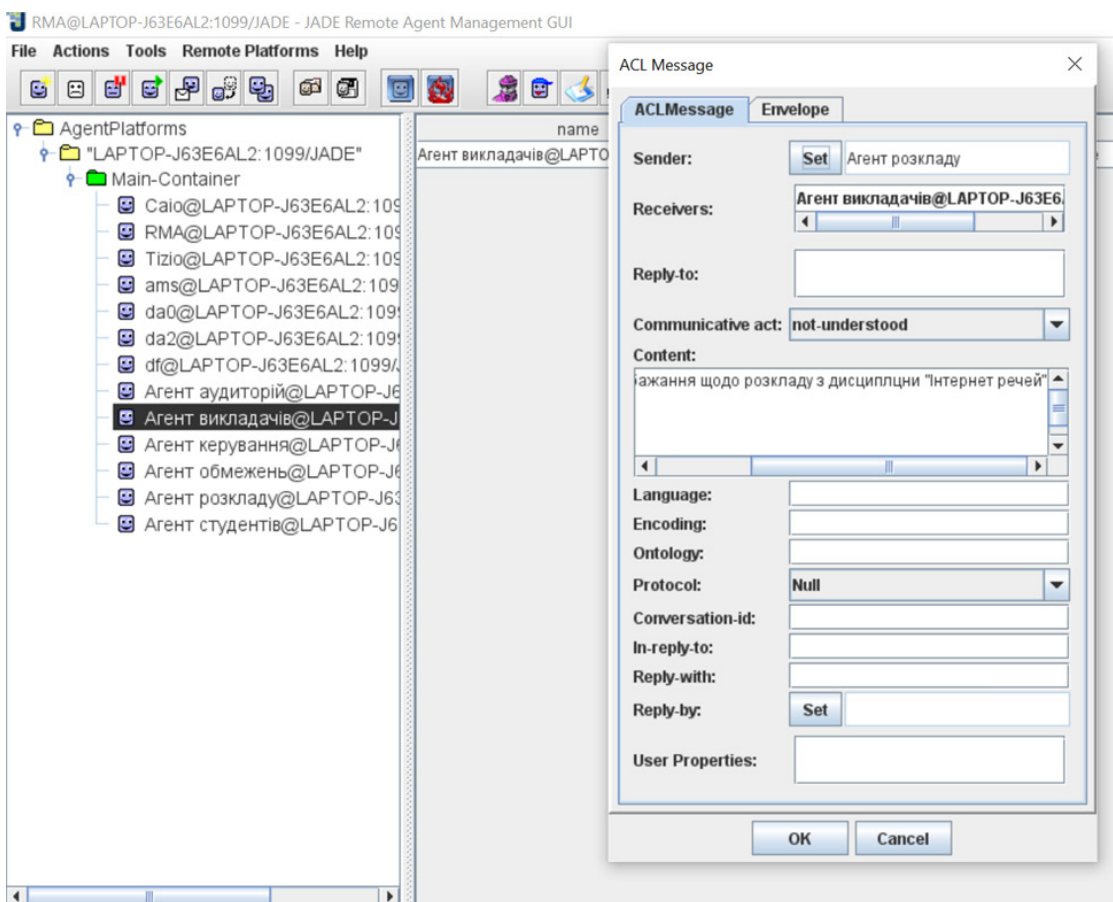 RMA@LAPTOP-J63E6AL2:1099/JADE - JADE Remote Agent Management GUI
File Actions Tools Remote Platforms Help
AgentPlatforms
"LAPTOP-J63E6AL2:1099/JADE"
Main-Container
Caio@LAPTOP-J63E6AL2:109
RMA@LAPTOP-J63E6AL2:109
Tizio@LAPTOP-J63E6AL2:109
ams@LAPTOP-J63E6AL2:109
da0@LAPTOP-J63E6AL2:109
da2@LAPTOP-J63E6AL2:109
df@LAPTOP-J63E6AL2:1099/
Агент аудиторій@LAPTOP-J6
Агент викладачів@LAPTOP-J
Агент керування@LAPTOP-J6
Агент обмежень@LAPTOP-J6
Агент розкладу@LAPTOP-J63
Агент студентів@LAPTOP-J6
name
Агент викладачів@LAPTO
ACL Message
ACLMessage Envelope
Sender: Set Агент розкладу
Receivers: Агент викладачів@LAPTOP-J63E6
Reply-to:
Communicative act: not-understood
Content:
ажання щодо розкладу з дисциплцни "Інтернет речей"
Language:
Encoding:
Ontology:
Protocol: Null
Conversation-id:
In-reply-to:
Reply-with:
Reply-by: Set
User Properties:
OK Cancel